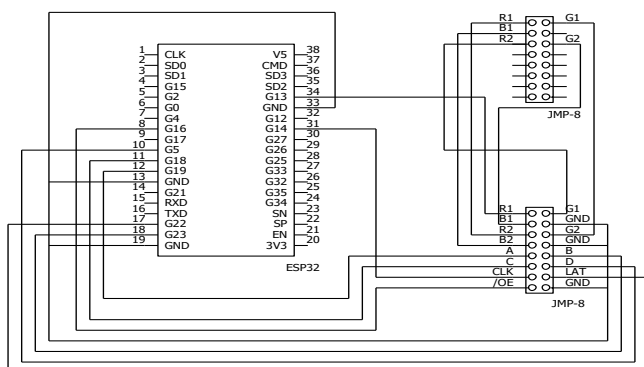 1 CLK V5 38
2 SD0 CMD 37
3 SD1 SD3 36
4 G15 SD2 35
5 G2 G13 34
6 G0 GND 33
7 G4 G12 32
8 G16 G14 31
9 G17 G27 30
10 G5 G26 29
11 G18 G25 28
12 G19 G33 27
13 GND G32 26
14 G21 G35 25
15 RXD G34 24
16 TXD SN 23
17 G22 SP 22
18 G23 EN 21
19 GND 3V3 20
ESP32
R1 G1
B1
R2 G2
JMP-8
R1 G1
B1 GND
R2 G2
B2 GND
A B
C D
CLK LAT
/OE GND
JMP-8